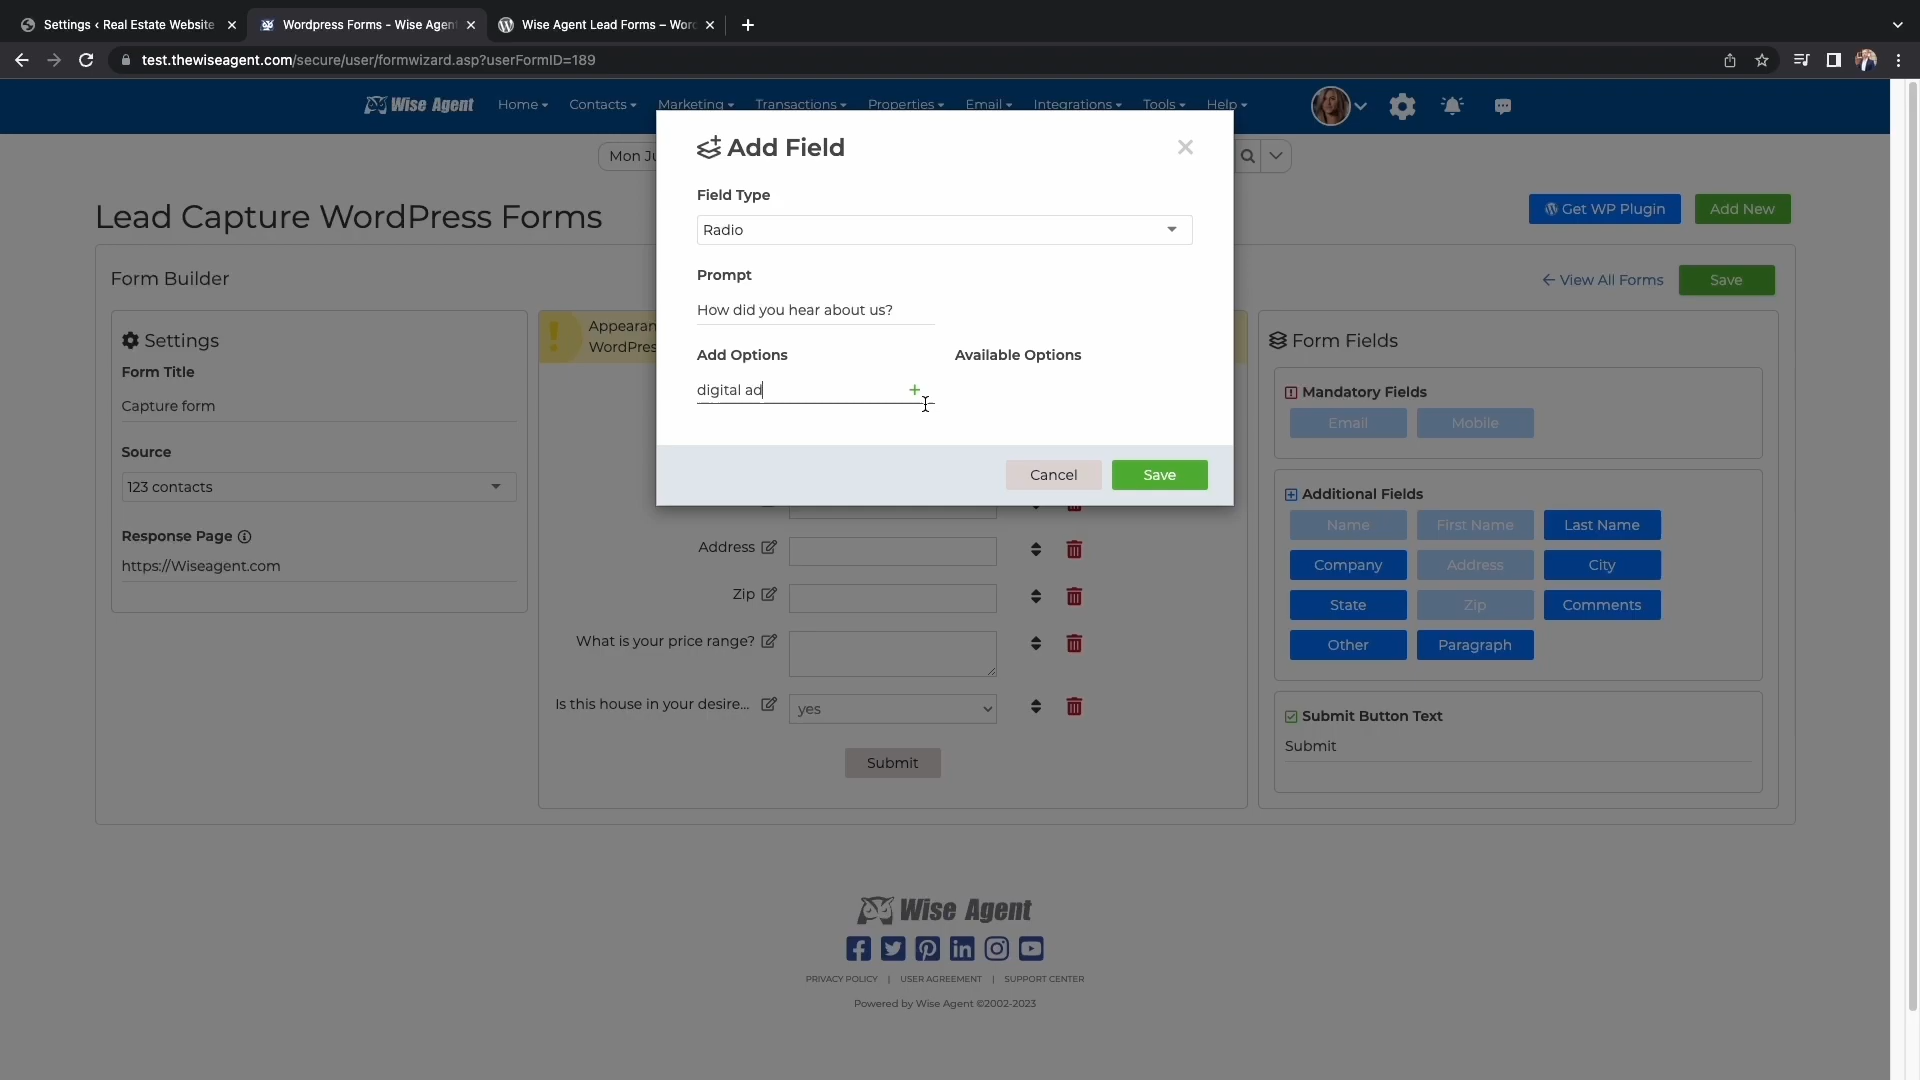 Settings ‹ Real Estate Website
Wordpress Forms - Wise Agent
Wise Agent Lead Forms – Wor
test.thewiseagent.com/secure/user/formwizard.asp?userFormID=189
Wise Agent Home Contacts Marketing Transactions Properties Email Integrations Tools Help
Mon Ju
Lead Capture WordPress Forms
Get WP Plugin
Add New
Form Builder
View All Forms
Save
Settings
Form Title
Capture form
Source
123 contacts
Response Page
https://Wiseagent.com
Appearan
WordPres
Add Field
Field Type
Radio
Prompt
How did you hear about us?
Add Options
Available Options
digital ad
Cancel
Save
Address
Zip
What is your price range?
Is this house in your desire...
yes
Submit
Form Fields
Mandatory Fields
Email
Mobile
Additional Fields
Name
First Name
Last Name
Company
Address
City
State
Zip
Comments
Other
Paragraph
Submit Button Text
Submit
Wise Agent
PRIVACY POLICY | USER AGREEMENT | SUPPORT CENTER
Powered by Wise Agent ©2002-2023